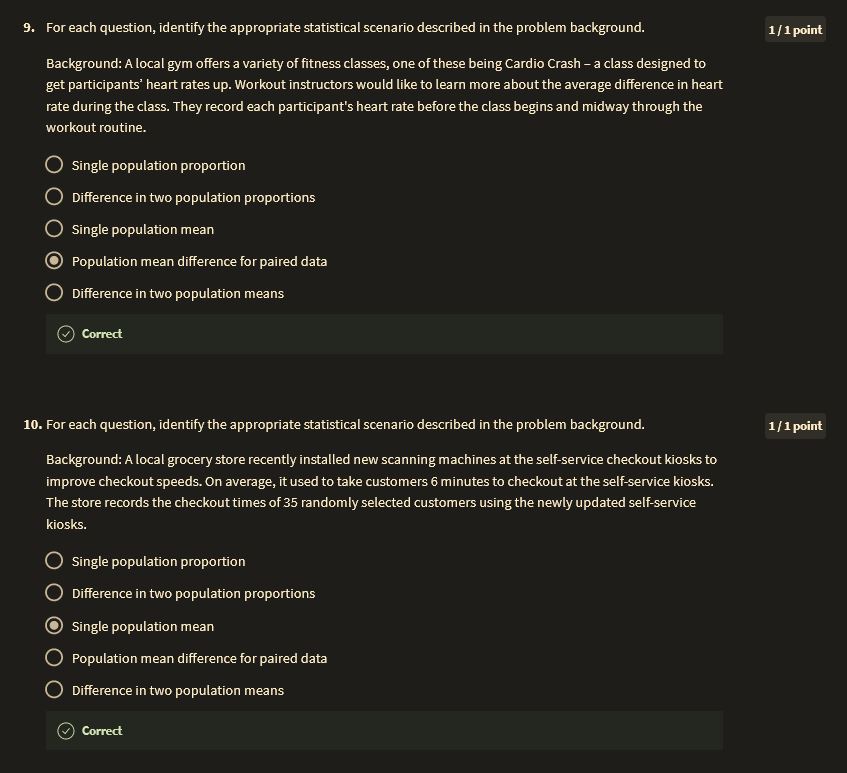 9. For each question, identify the appropriate statistical scenario described in the problem background.
1 / 1 point
Background: A local gym offers a variety of fitness classes, one of these being Cardio Crash – a class designed to
get participants’ heart rates up. Workout instructors would like to learn more about the average difference in heart
rate during the class. They record each participant's heart rate before the class begins and midway through the
workout routine.
Single population proportion
Difference in two population proportions
Single population mean
Population mean difference for paired data
Difference in two population means
Correct
10. For each question, identify the appropriate statistical scenario described in the problem background.
1 / 1 point
Background: A local grocery store recently installed new scanning machines at the self-service checkout kiosks to
improve checkout speeds. On average, it used to take customers 6 minutes to checkout at the self-service kiosks.
The store records the checkout times of 35 randomly selected customers using the newly updated self-service
kiosks.
Single population proportion
Difference in two population proportions
Single population mean
Population mean difference for paired data
Difference in two population means
Correct